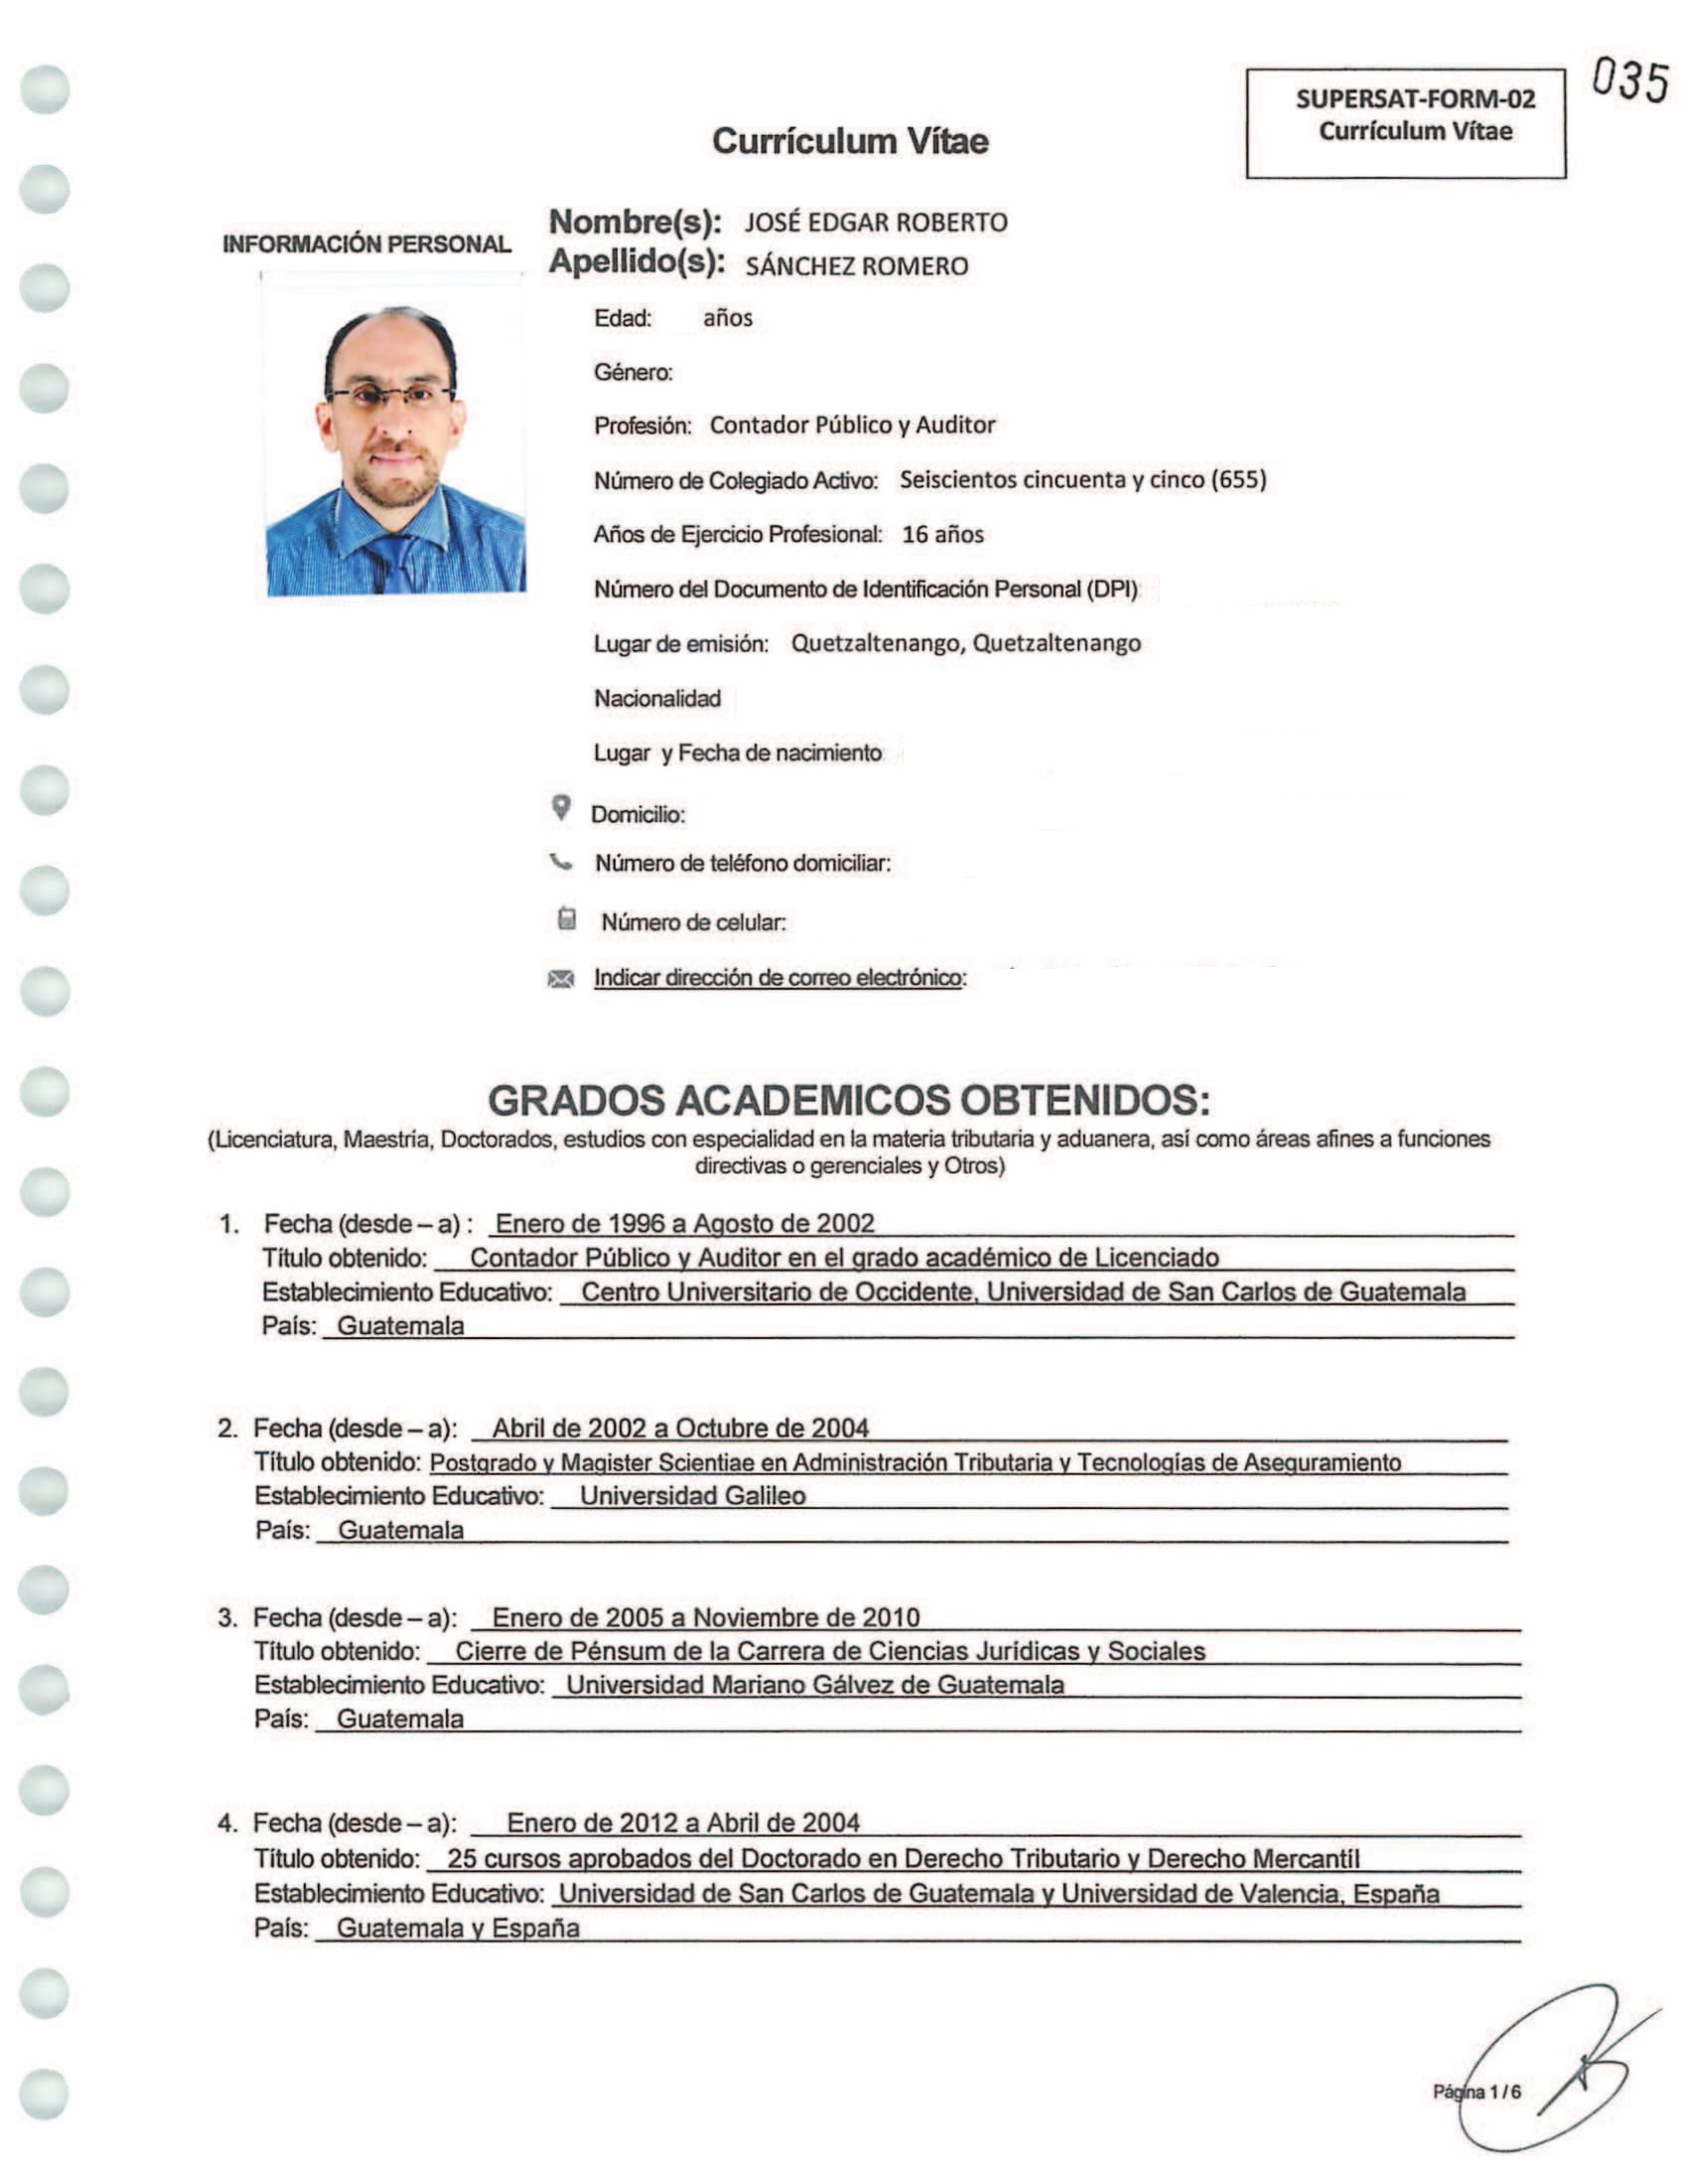 035
SUPERSAT-FORM-02
Currículum Vítae
Currículum Vítae
INFORMACIÓN PERSONAL
Nombre(s): JOSÉ EDGAR ROBERTO
Apellido(s): SÁNCHEZ ROMERO
Edad: años
Género:
Profesión: Contador Público y Auditor
Número de Colegiado Activo: Seiscientos cincuenta y cinco (655)
Años de Ejercicio Profesional: 16 años
Número del Documento de Identificación Personal (DPI)
Lugar de emisión: Quetzaltenango, Quetzaltenango
Nacionalidad
Lugar y Fecha de nacimiento
Domicilio:
Número de teléfono domiciliar:
Número de celular:
Indicar dirección de correo electrónico:
GRADOS ACADEMICOS OBTENIDOS:
(Licenciatura, Maestría, Doctorados, estudios con especialidad en la materia tributaria y aduanera, así como áreas afines a funciones
directivas o gerenciales y Otros)
1. Fecha (desde – a) : Enero de 1996 a Agosto de 2002
Título obtenido: Contador Público y Auditor en el grado académico de Licenciado
Establecimiento Educativo: Centro Universitario de Occidente, Universidad de San Carlos de Guatemala
País: Guatemala
2. Fecha (desde – a): Abril de 2002 a Octubre de 2004
Título obtenido: Postgrado y Magister Scientiae en Administración Tributaria y Tecnologías de Aseguramiento
Establecimiento Educativo: Universidad Galileo
País: Guatemala
3. Fecha (desde – a): Enero de 2005 a Noviembre de 2010
Título obtenido: Cierre de Pénsum de la Carrera de Ciencias Jurídicas y Sociales
Establecimiento Educativo: Universidad Mariano Gálvez de Guatemala
País: Guatemala
4. Fecha (desde – a): Enero de 2012 a Abril de 2004
Título obtenido: 25 cursos aprobados del Doctorado en Derecho Tributario y Derecho Mercantíl
Establecimiento Educativo: Universidad de San Carlos de Guatemala y Universidad de Valencia, España
País: Guatemala y España
Página 1 / 6